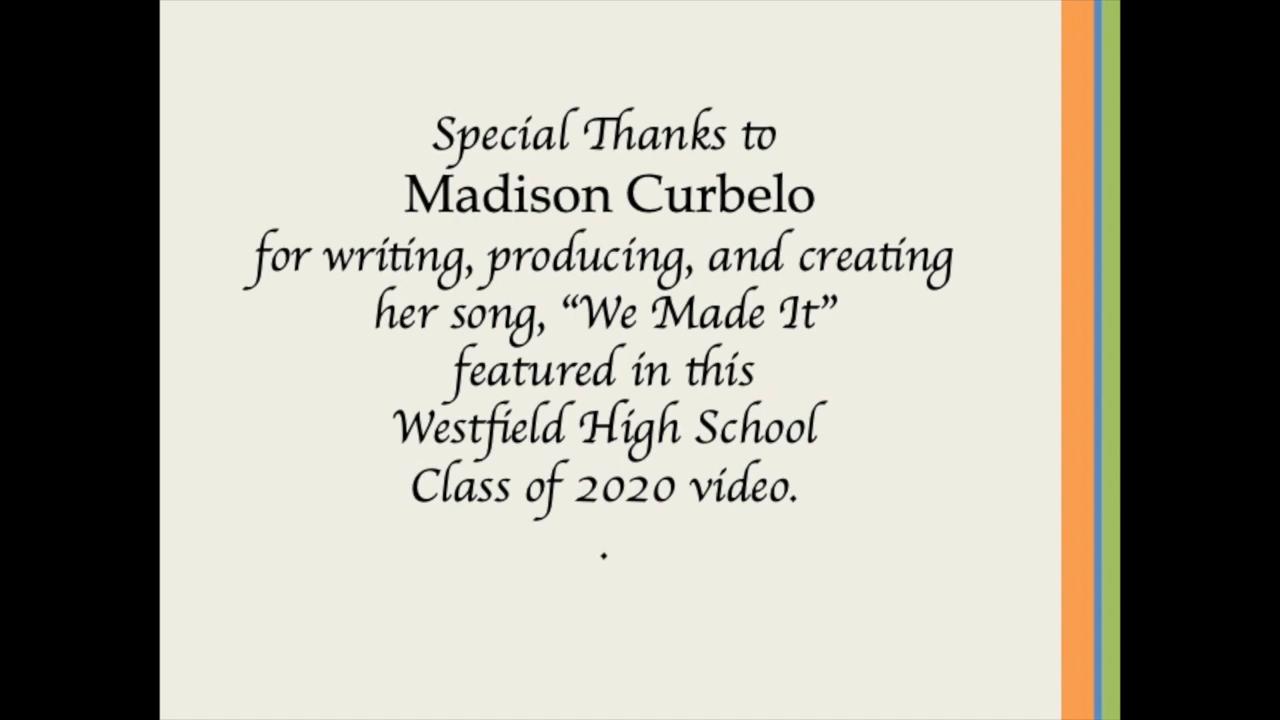 Special Thanks to
Madison Curbelo
for writing, producing, and creating
her song, “We Made It”
featured in this
Westfield High School
Class of 2020 video.
.